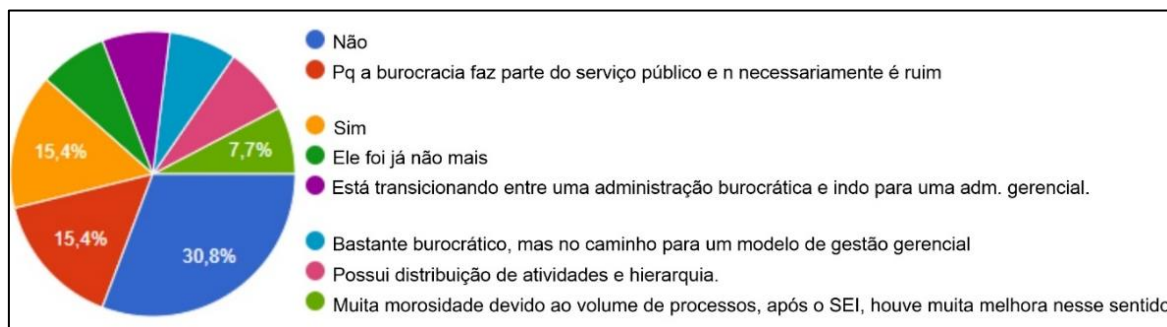 Não
Pq a burocracia faz parte do serviço público e n necessariamente é ruim
Sim
Ele foi já não mais
Está transicionando entre uma administração burocrática e indo para uma adm. gerencial.
Bastante burocrático, mas no caminho para um modelo de gestão gerencial
Possui distribuição de atividades e hierarquia.
Muita morosidade devido ao volume de processos, após o SEI, houve muita melhora nesse sentido
15,4%
7,7%
15,4%
30,8%